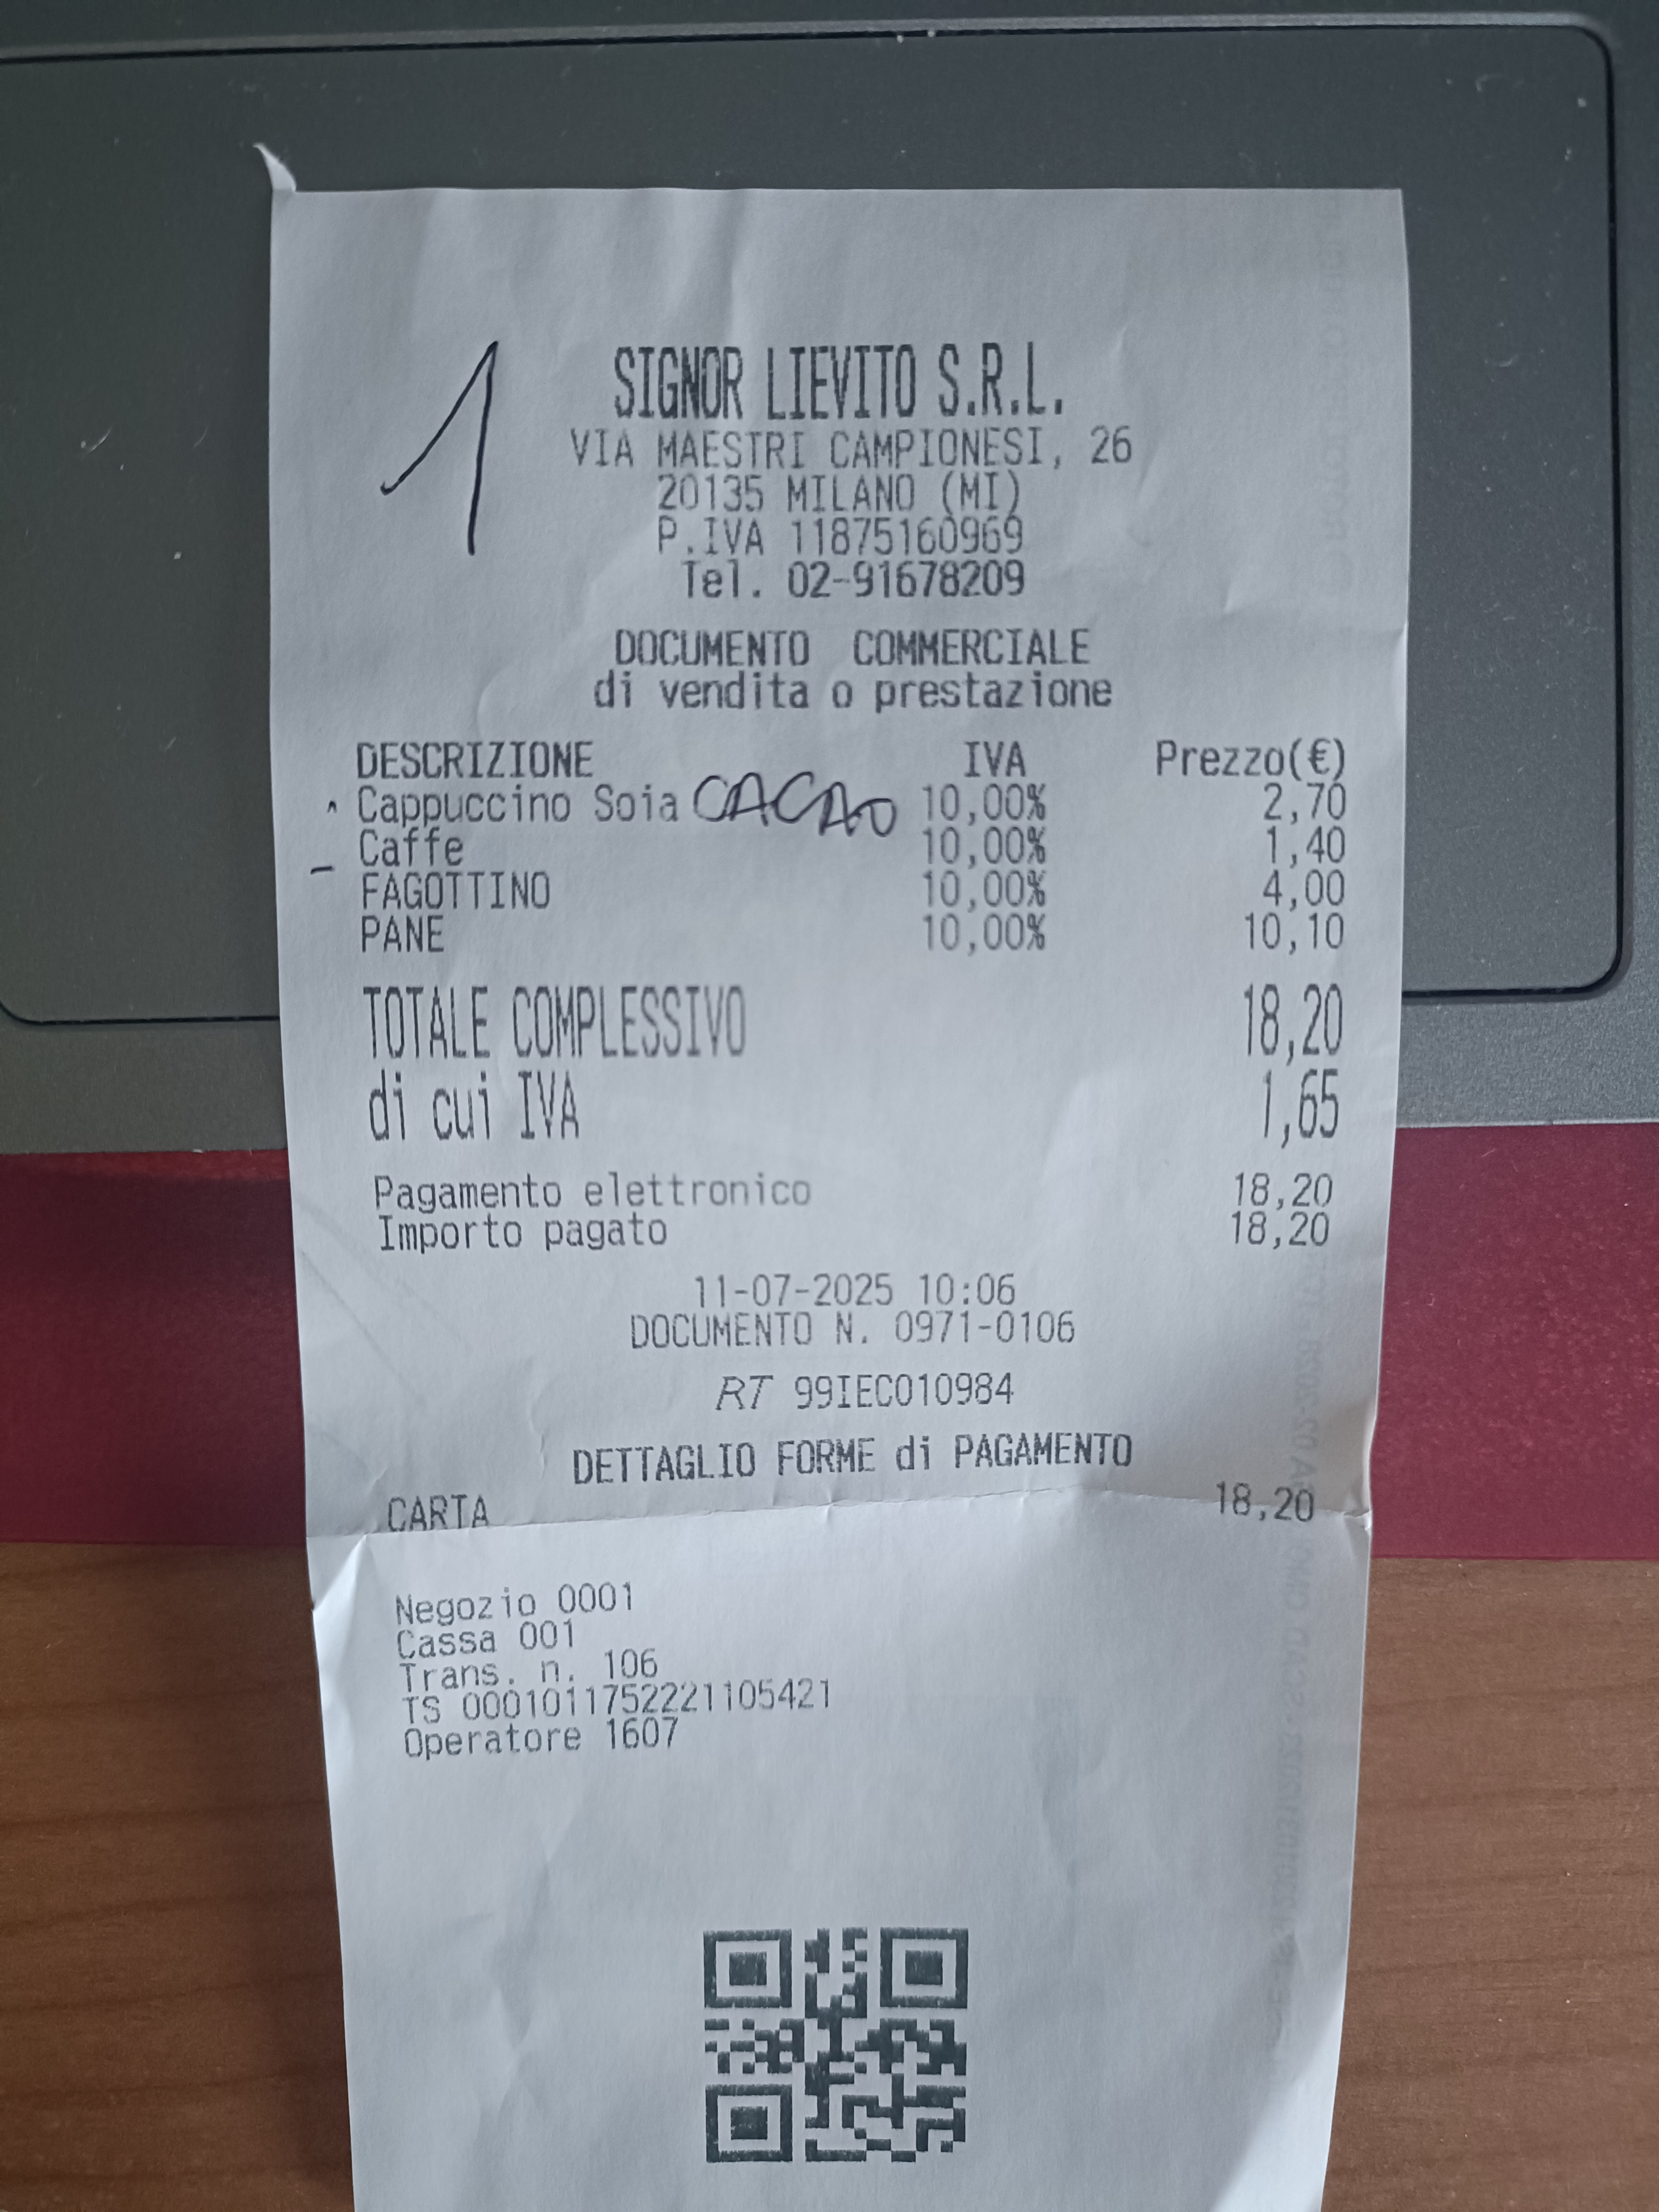 1
SIGNOR LIEVITO S.R.L.
VIA MAESTRI CAMPIONESI, 26
20135 MILANO (MI)
P.IVA 11875160969
Tel. 02-91678209
DOCUMENTO COMMERCIALE
di vendita o prestazione
DESCRIZIONE IVA Prezzo(€)
Cappuccino Soia CACAO 10,00% 2,70
Caffe 10,00% 1,40
FAGOTTINO 10,00% 4,00
PANE 10,00% 10,10
TOTALE COMPLESSIVO 18,20
di cui IVA 1,65
Pagamento elettronico 18,20
Importo pagato 18,20
11-07-2025 10:06
DOCUMENTO N. 0971-0106
RT 99IEC010984
DETTAGLIO FORME di PAGAMENTO
CARTA 18,20
Negozio 0001
Cassa 001
Trans. n. 106
TS 0001011752221105421
Operatore 1607